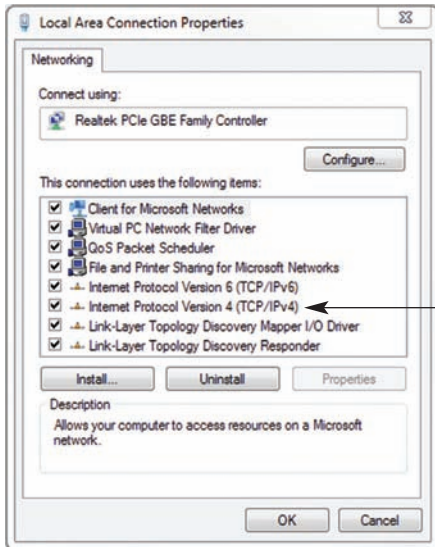 Local Area Connection Properties
Networking
Connect using:
Realtek PCIe GBE Family Controller
Configure...
This connection uses the following items:
Client for Microsoft Networks
Virtual PC Network Filter Driver
QoS Packet Scheduler
File and Printer Sharing for Microsoft Networks
Internet Protocol Version 6 (TCP/IPv6)
Internet Protocol Version 4 (TCP/IPv4)
Link-Layer Topology Discovery Mapper I/O Driver
Link-Layer Topology Discovery Responder
Install... Uninstall Properties
Description
Allows your computer to access resources on a Microsoft
network.
OK Cancel